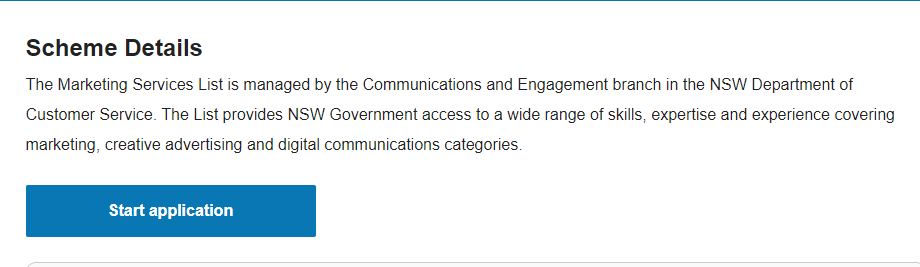 Scheme Details
The Marketing Services List is managed by the Communications and Engagement branch in the NSW Department of
Customer Service. The List provides NSW Government access to a wide range of skills, expertise and experience covering
marketing, creative advertising and digital communications categories.
Start application